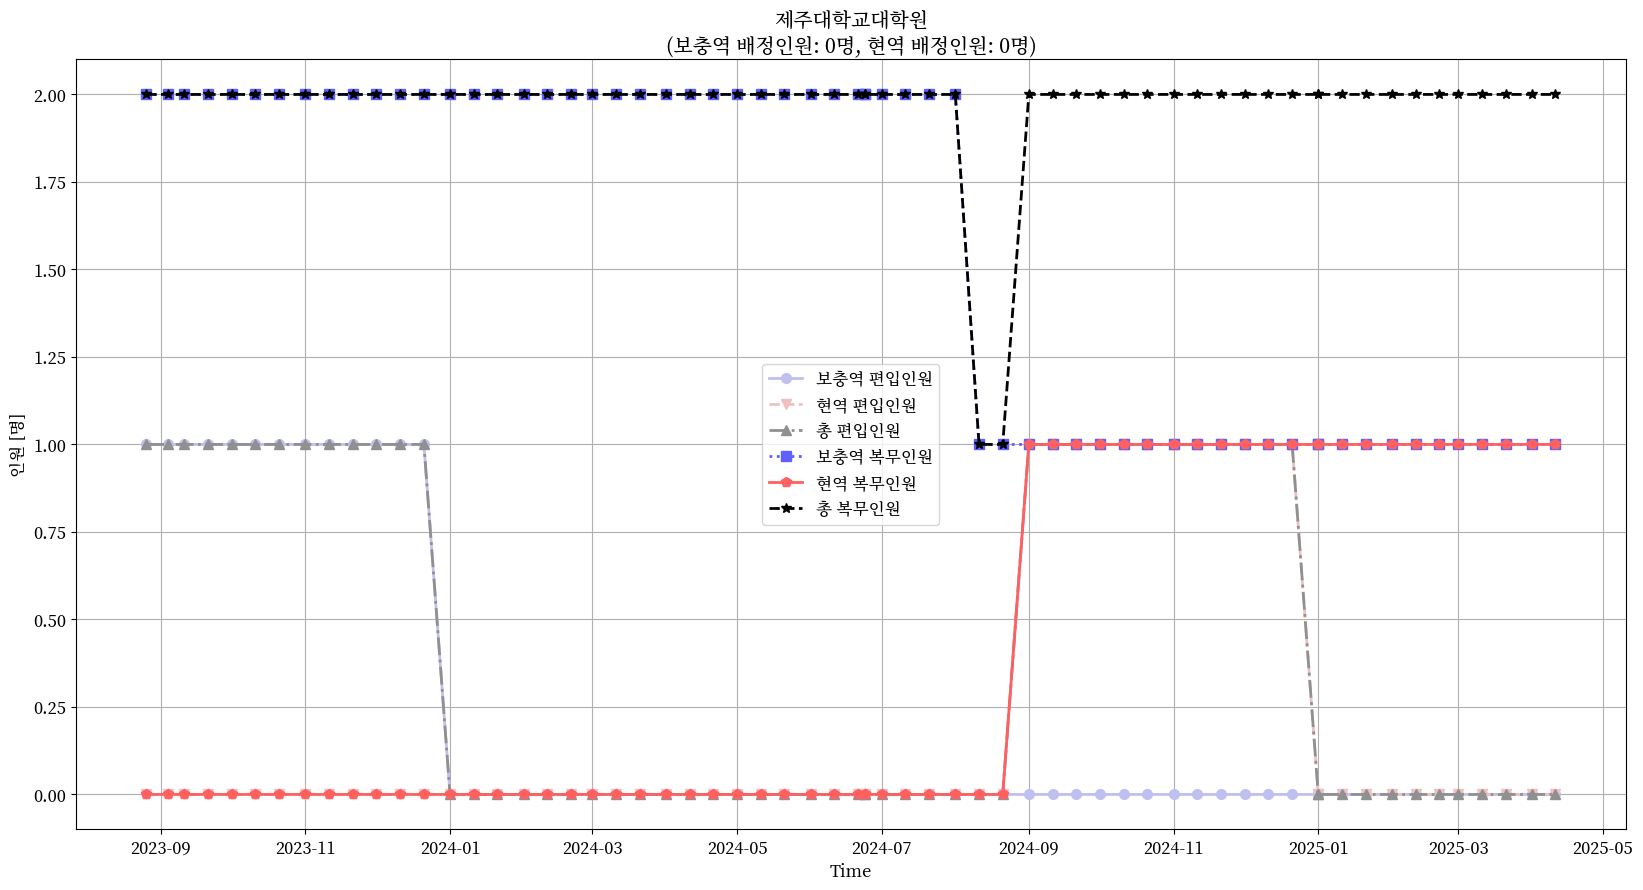 제주대학교대학원
(보충역 배정인원: 0명, 현역 배정인원: 0명)
인원 [명]
2.00
1.75
1.50
1.25
1.00
0.75
0.50
0.25
0.00
보충역 편입인원
현역 편입인원
총 편입인원
보충역 복무인원
현역 복무인원
총 복무인원
2023-09 2023-11 2024-01 2024-03 2024-05 2024-07 2024-09 2024-11 2025-01 2025-03 2025-05
Time